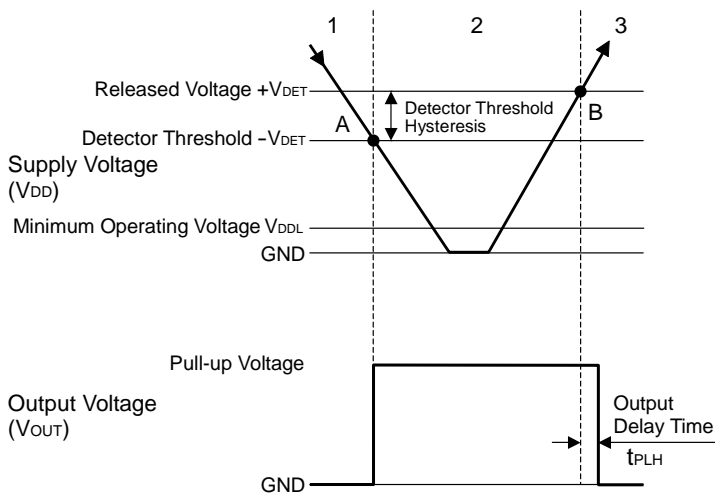 1 2 3
Released Voltage +VDET
Detector Threshold
Hysteresis
A
B
Detector Threshold −VDET
Supply Voltage
(VDD)
Minimum Operating Voltage VDDL
GND
Pull-up Voltage
Output Voltage
(VOUT)
Output
Delay Time
tPLH
GND